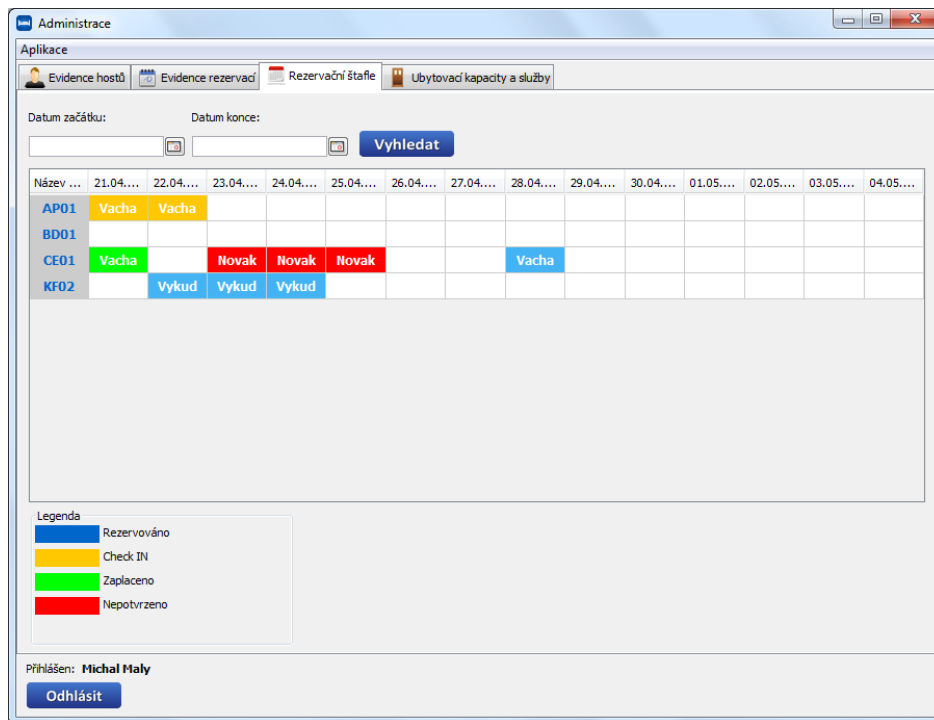 Administrace
Aplikace
Evidence hostů Evidence rezervací Rezervační štafle Ubytovací kapacity a služby
Datum začátku: Datum konce:
Vyhledat
Název ... 21.04.... 22.04.... 23.04.... 24.04.... 25.04.... 26.04.... 27.04.... 28.04.... 29.04.... 30.04.... 01.05.... 02.05.... 03.05.... 04.05....
AP01 Vacha Vacha
BD01
CE01 Vacha Novak Novak Novak Vacha
KF02 Vykud Vykud Vykud
Legenda
Rezervováno
Check IN
Zaplaceno
Nepotvrzeno
Přihlášen: Michal Maly
Odhlásit